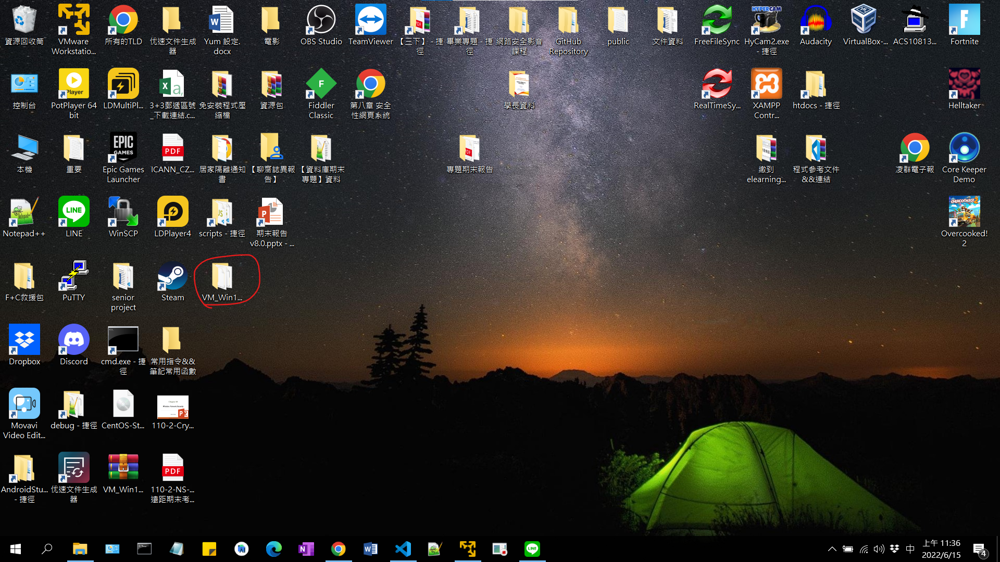 資源回收筒
VMware
Workstatio...
所有的TLD
优速文件生成
器
Yum 設定.
docx
電影
OBS Studio
TeamViewer
【三下】 - 捷
徑
畢業專題 - 捷
徑
網路安全影音
課程
GitHub
Repository
public
文件資料
FreeFileSync
HyCam2.exe
- 捷徑
Audacity
VirtualBox-...
ACS10813...
Fortnite
控制台
PotPlayer 64
bit
LDMultiPl...
3+3郵遞區號
_下載連結.c...
免安裝程式壓
縮檔
資源包
Fiddler
Classic
第八章 安全
性網頁系統
學長資料
RealTimeSy...
XAMPP
Contr...
htdocs - 捷徑
Helltaker
本機
重要
Epic Games
Launcher
ICANN_CZ...
居家隔離通知
書
【聊齋誌異報
告】
【資料庫期末
專題】資料
專題期末報告
繳到
elearning...
程式參考文件
&&連結
凌群電子報
Core Keeper
Demo
Notepad++
LINE
WinSCP
LDPlayer4
scripts - 捷徑
期末報告
v8.0.pptx - ...
Overcooked!
2
F+C救援包
PuTTY
senior
project
Steam
VM_Win1...
Dropbox
Discord
cmd.exe - 捷
徑
常用指令&&
筆記常用函數
Movavi
Video Edit...
debug - 捷徑
CentOS-St...
110-2-Cry...
AndroidStu...
- 捷徑
优速文件生成
器
VM_Win1...
110-2-NS-...
遠距期末考...
中
上午 11:36
2022/6/15
4